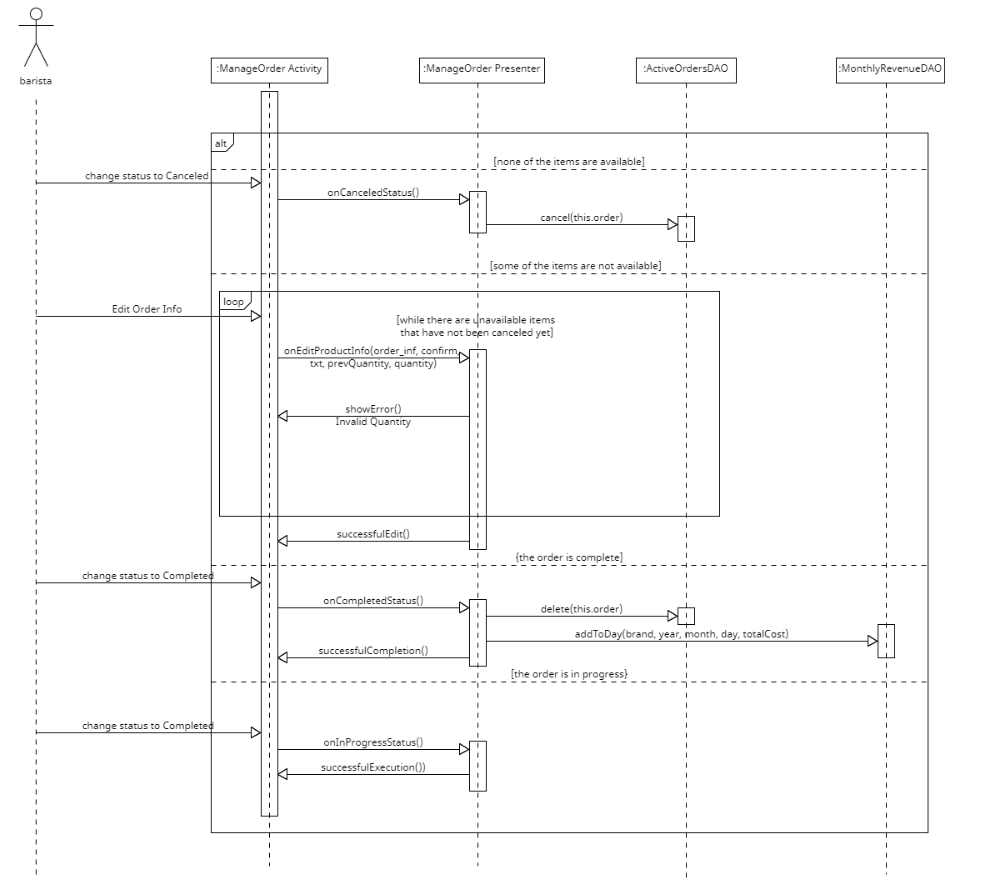 barista
:ManageOrder Activity
:ManageOrder Presenter
:ActiveOrdersDAO
:MonthlyRevenueDAO
alt
[none of the items are available]
change status to Canceled
onCanceledStatus()
cancel(this.order)
[some of the items are not available]
loop
Edit Order Info
[while there are unavailable items
that have not been canceled yet]
onEditProductInfo(order_inf, confirm,
txt, prevQuantity, quantity)
showError()
Invalid Quantity
successfulEdit()
{the order is complete]
change status to Completed
onCompletedStatus()
delete(this.order)
addToDay(brand, year, month, day, totalCost)
successfulCompletion()
[the order is in progress}
change status to Completed
onInProgressStatus()
successfulExecution())